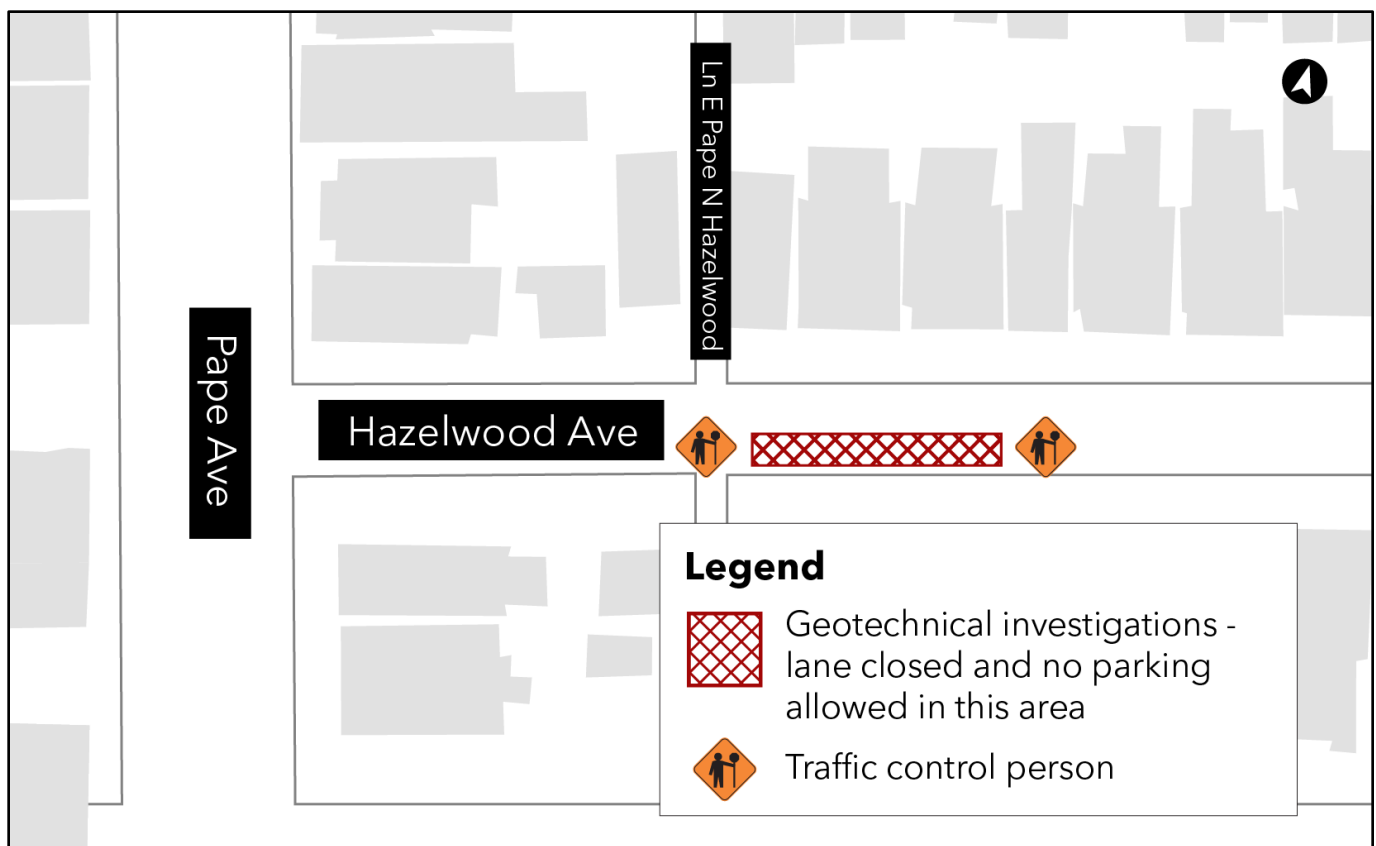 Ln E Pape N Hazelwood
Pape Ave
Hazelwood Ave
Legend
Geotechnical investigations -
lane closed and no parking
allowed in this area
Traffic control person